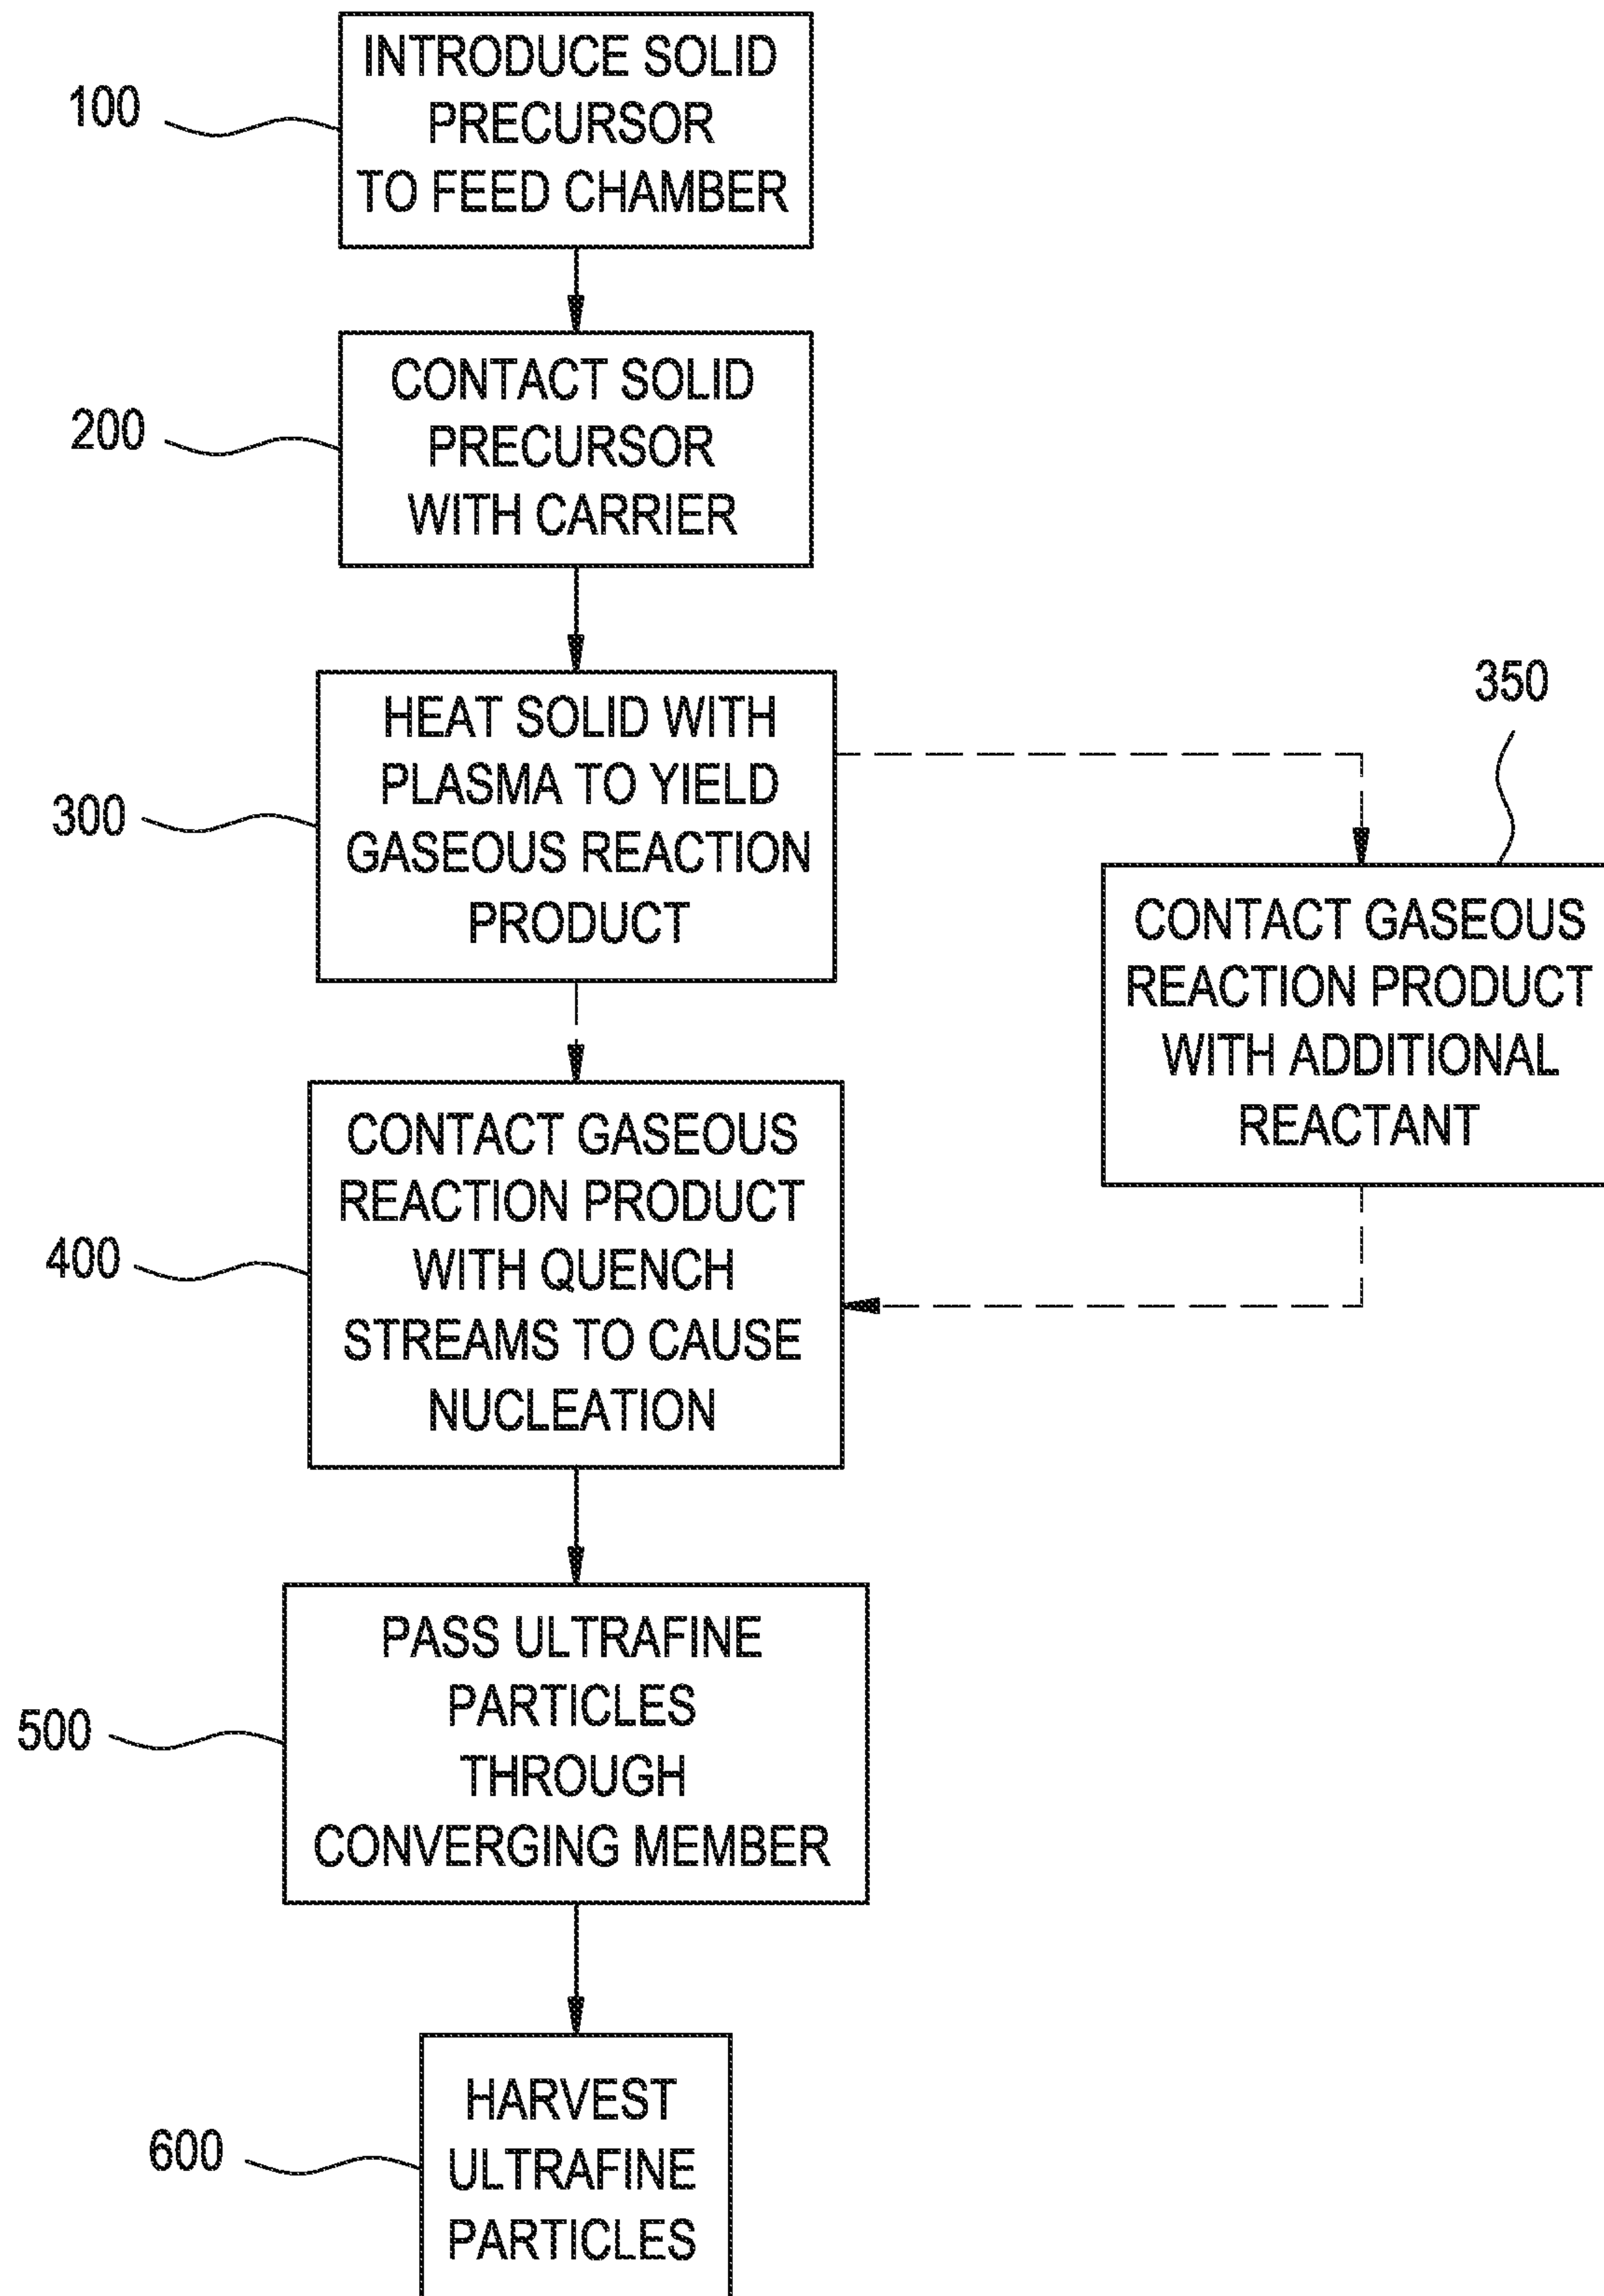 100
INTRODUCE SOLID
PRECURSOR
TO FEED CHAMBER
200
CONTACT SOLID
PRECURSOR
WITH CARRIER
300
HEAT SOLID WITH
PLASMA TO YIELD
GASEOUS REACTION
PRODUCT
350
CONTACT GASEOUS
REACTION PRODUCT
WITH ADDITIONAL
REACTANT
400
CONTACT GASEOUS
REACTION PRODUCT
WITH QUENCH
STREAMS TO CAUSE
NUCLEATION
500
PASS ULTRAFINE
PARTICLES
THROUGH
CONVERGING MEMBER
600
HARVEST
ULTRAFINE
PARTICLES